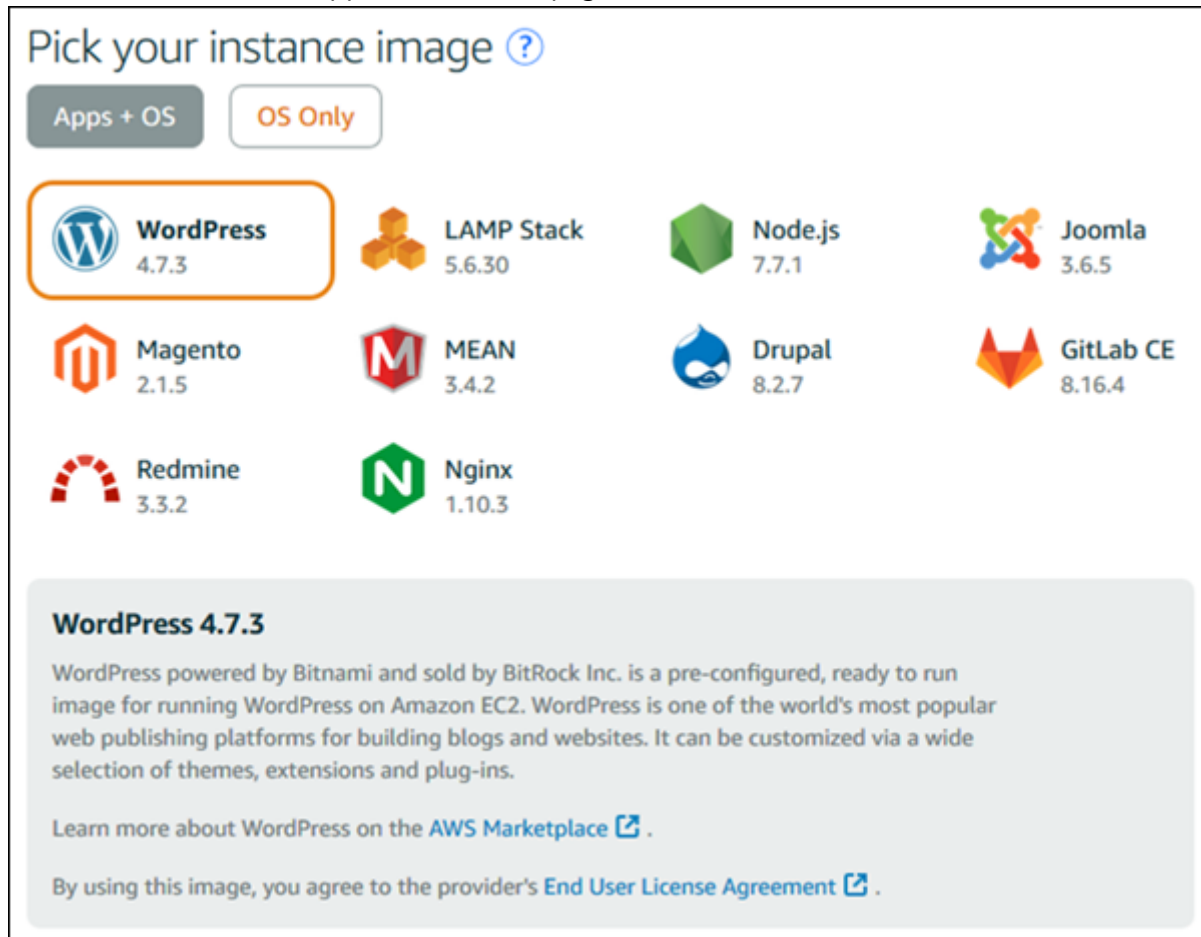 Pick your instance image ?
Apps + OS OS Only
WordPress LAMP Stack Node.js Joomla
4.7.3 5.6.30 7.7.1 3.6.5
Magento MEAN Drupal GitLab CE
2.1.5 3.4.2 8.2.7 8.16.4
Redmine Nginx
3.3.2 1.10.3
WordPress 4.7.3
WordPress powered by Bitnami and sold by BitRock Inc. is a pre-configured, ready to run
image for running WordPress on Amazon EC2. WordPress is one of the world's most popular
web publishing platforms for building blogs and websites. It can be customized via a wide
selection of themes, extensions and plug-ins.
Learn more about WordPress on the AWS Marketplace .
By using this image, you agree to the provider's End User License Agreement .